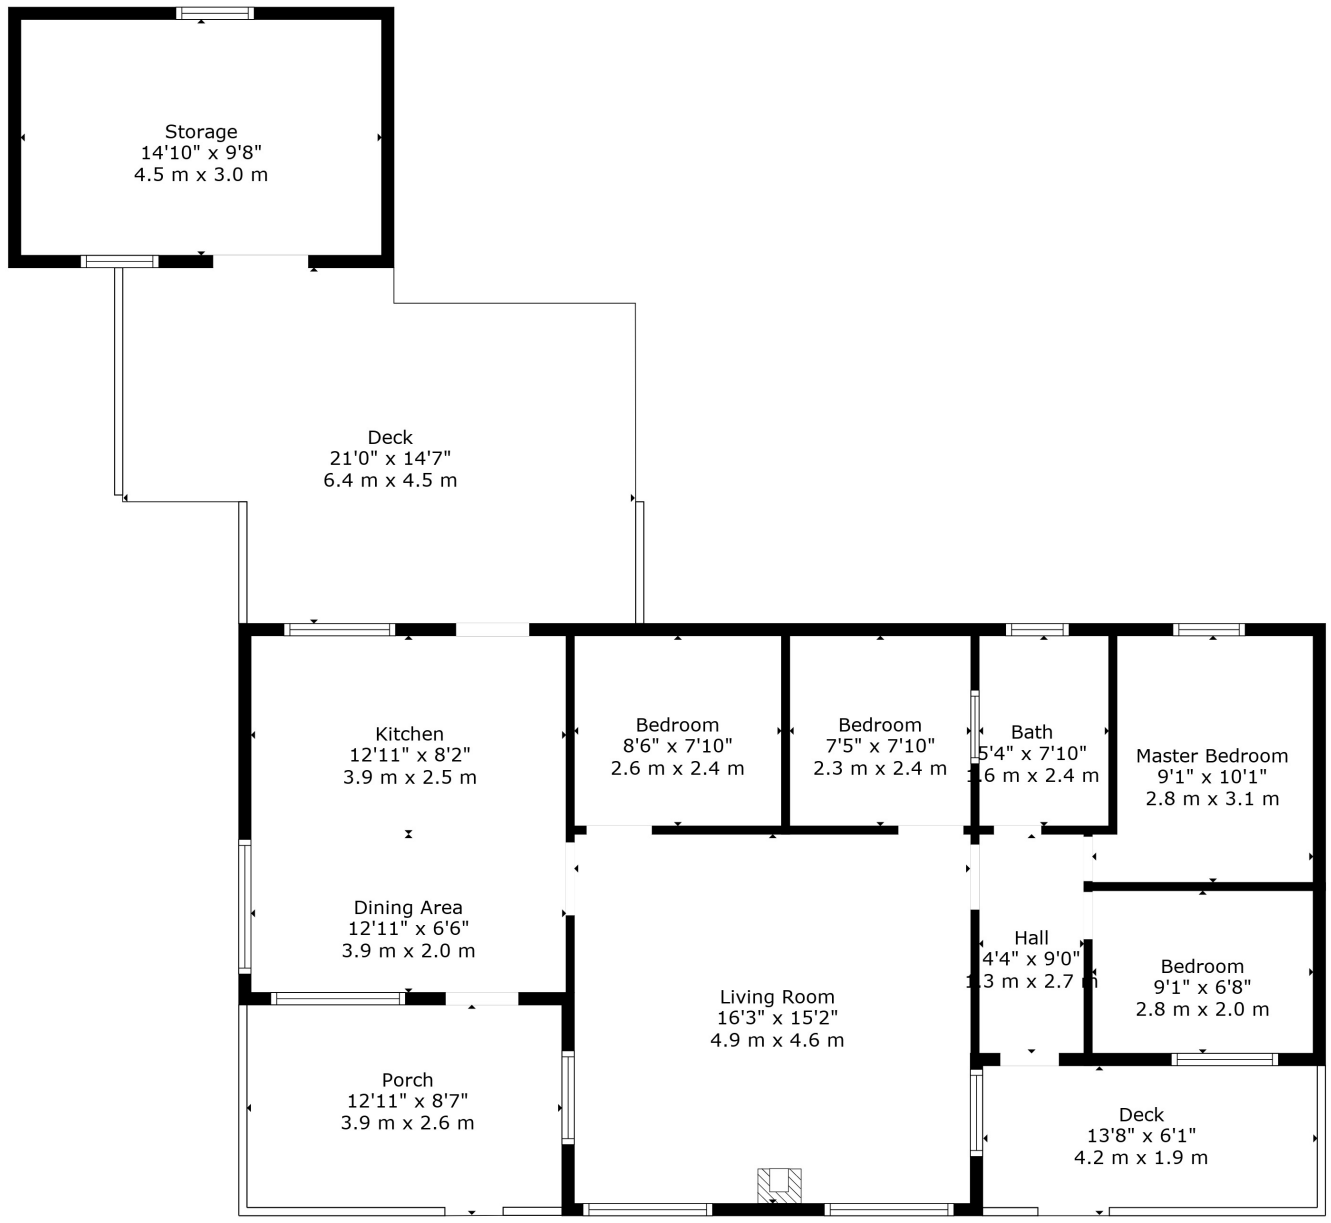 Storage
14'10" x 9'8"
4.5 m x 3.0 m
Deck
21'0" x 14'7"
6.4 m x 4.5 m
Kitchen
12'11" x 8'2"
3.9 m x 2.5 m
Bedroom
8'6" x 7'10"
2.6 m x 2.4 m
Bedroom
7'5" x 7'10"
2.3 m x 2.4 m
Bath
5'4" x 7'10"
1.6 m x 2.4 m
Master Bedroom
9'1" x 10'1"
2.8 m x 3.1 m
Dining Area
12'11" x 6'6"
3.9 m x 2.0 m
Living Room
16'3" x 15'2"
4.9 m x 4.6 m
Hall
4'4" x 9'0"
1.3 m x 2.7 m
Bedroom
9'1" x 6'8"
2.8 m x 2.0 m
Porch
12'11" x 8'7"
3.9 m x 2.6 m
Deck
13'8" x 6'1"
4.2 m x 1.9 m